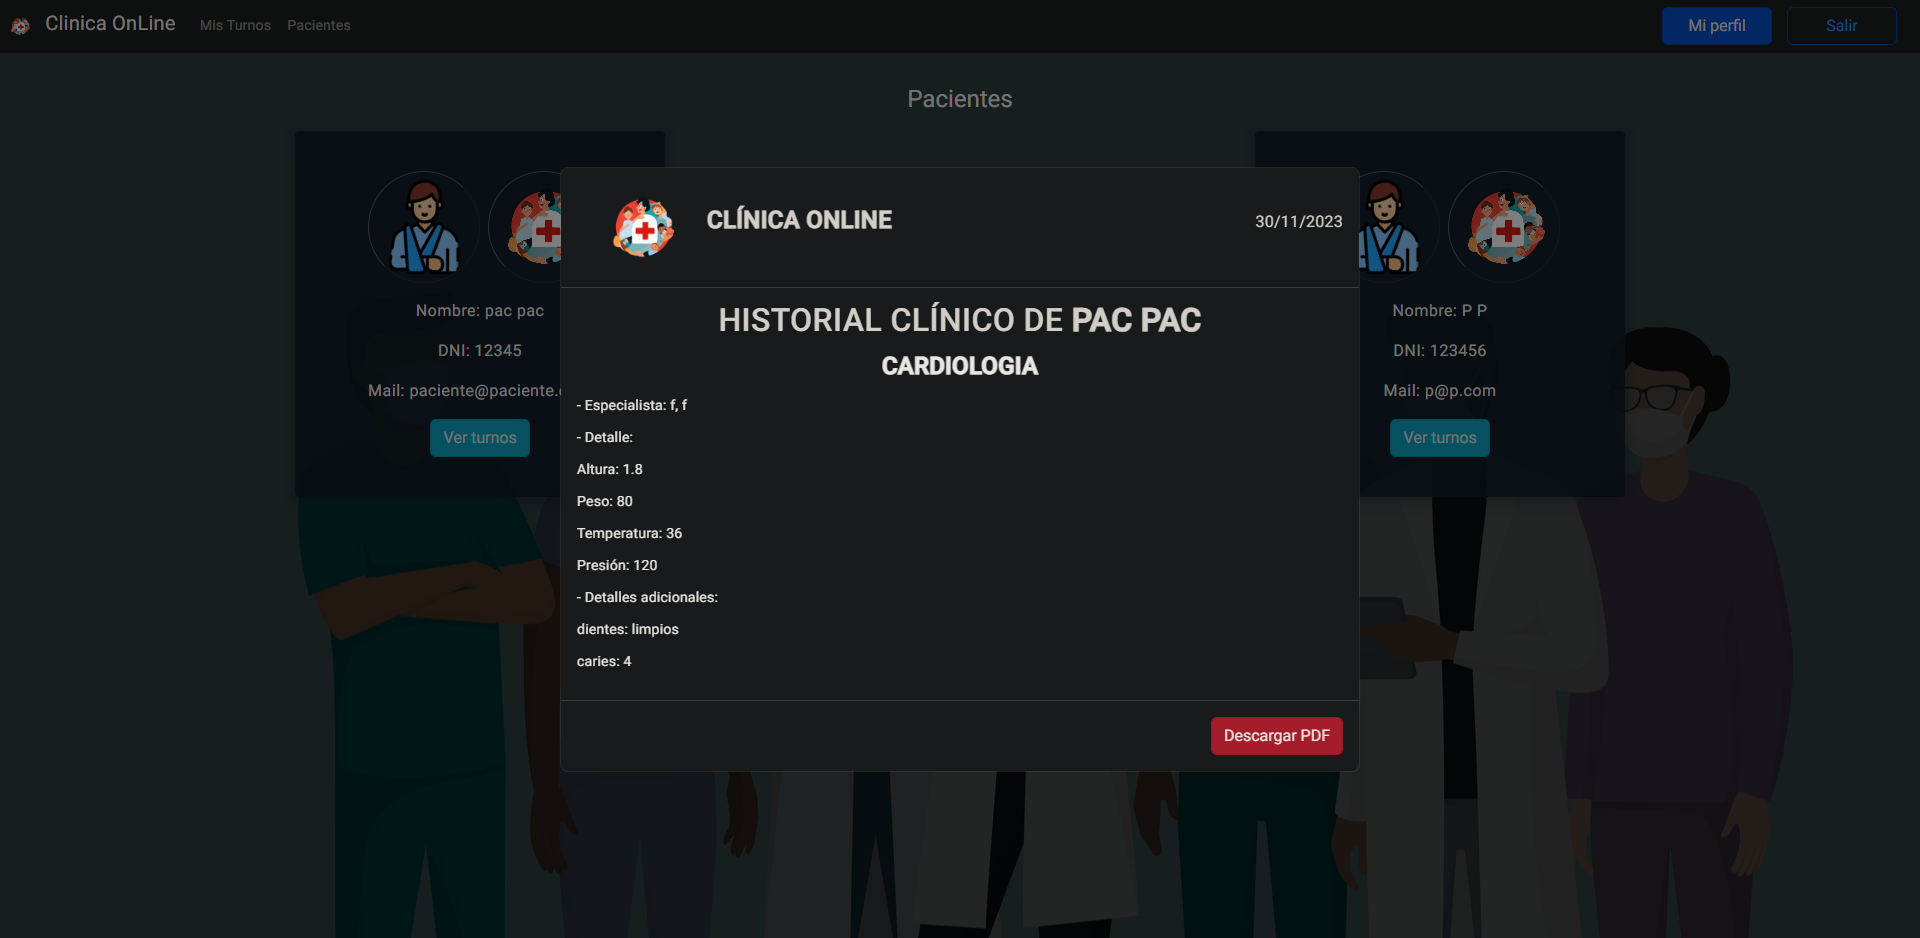 Clinica OnLine Mis Turnos Pacientes Mi perfil Salir
Pacientes
Nombre: pac pac
DNI: 12345
Mail: paciente@paciente.
Ver turnos
CLÍNICA ONLINE 30/11/2023
HISTORIAL CLÍNICO DE PAC PAC
CARDIOLOGIA
- Especialista: f, f
- Detalle:
Altura: 1.8
Peso: 80
Temperatura: 36
Presión: 120
- Detalles adicionales:
dientes: limpios
caries: 4
Descargar PDF
Nombre: P P
DNI: 123456
Mail: p@p.com
Ver turnos